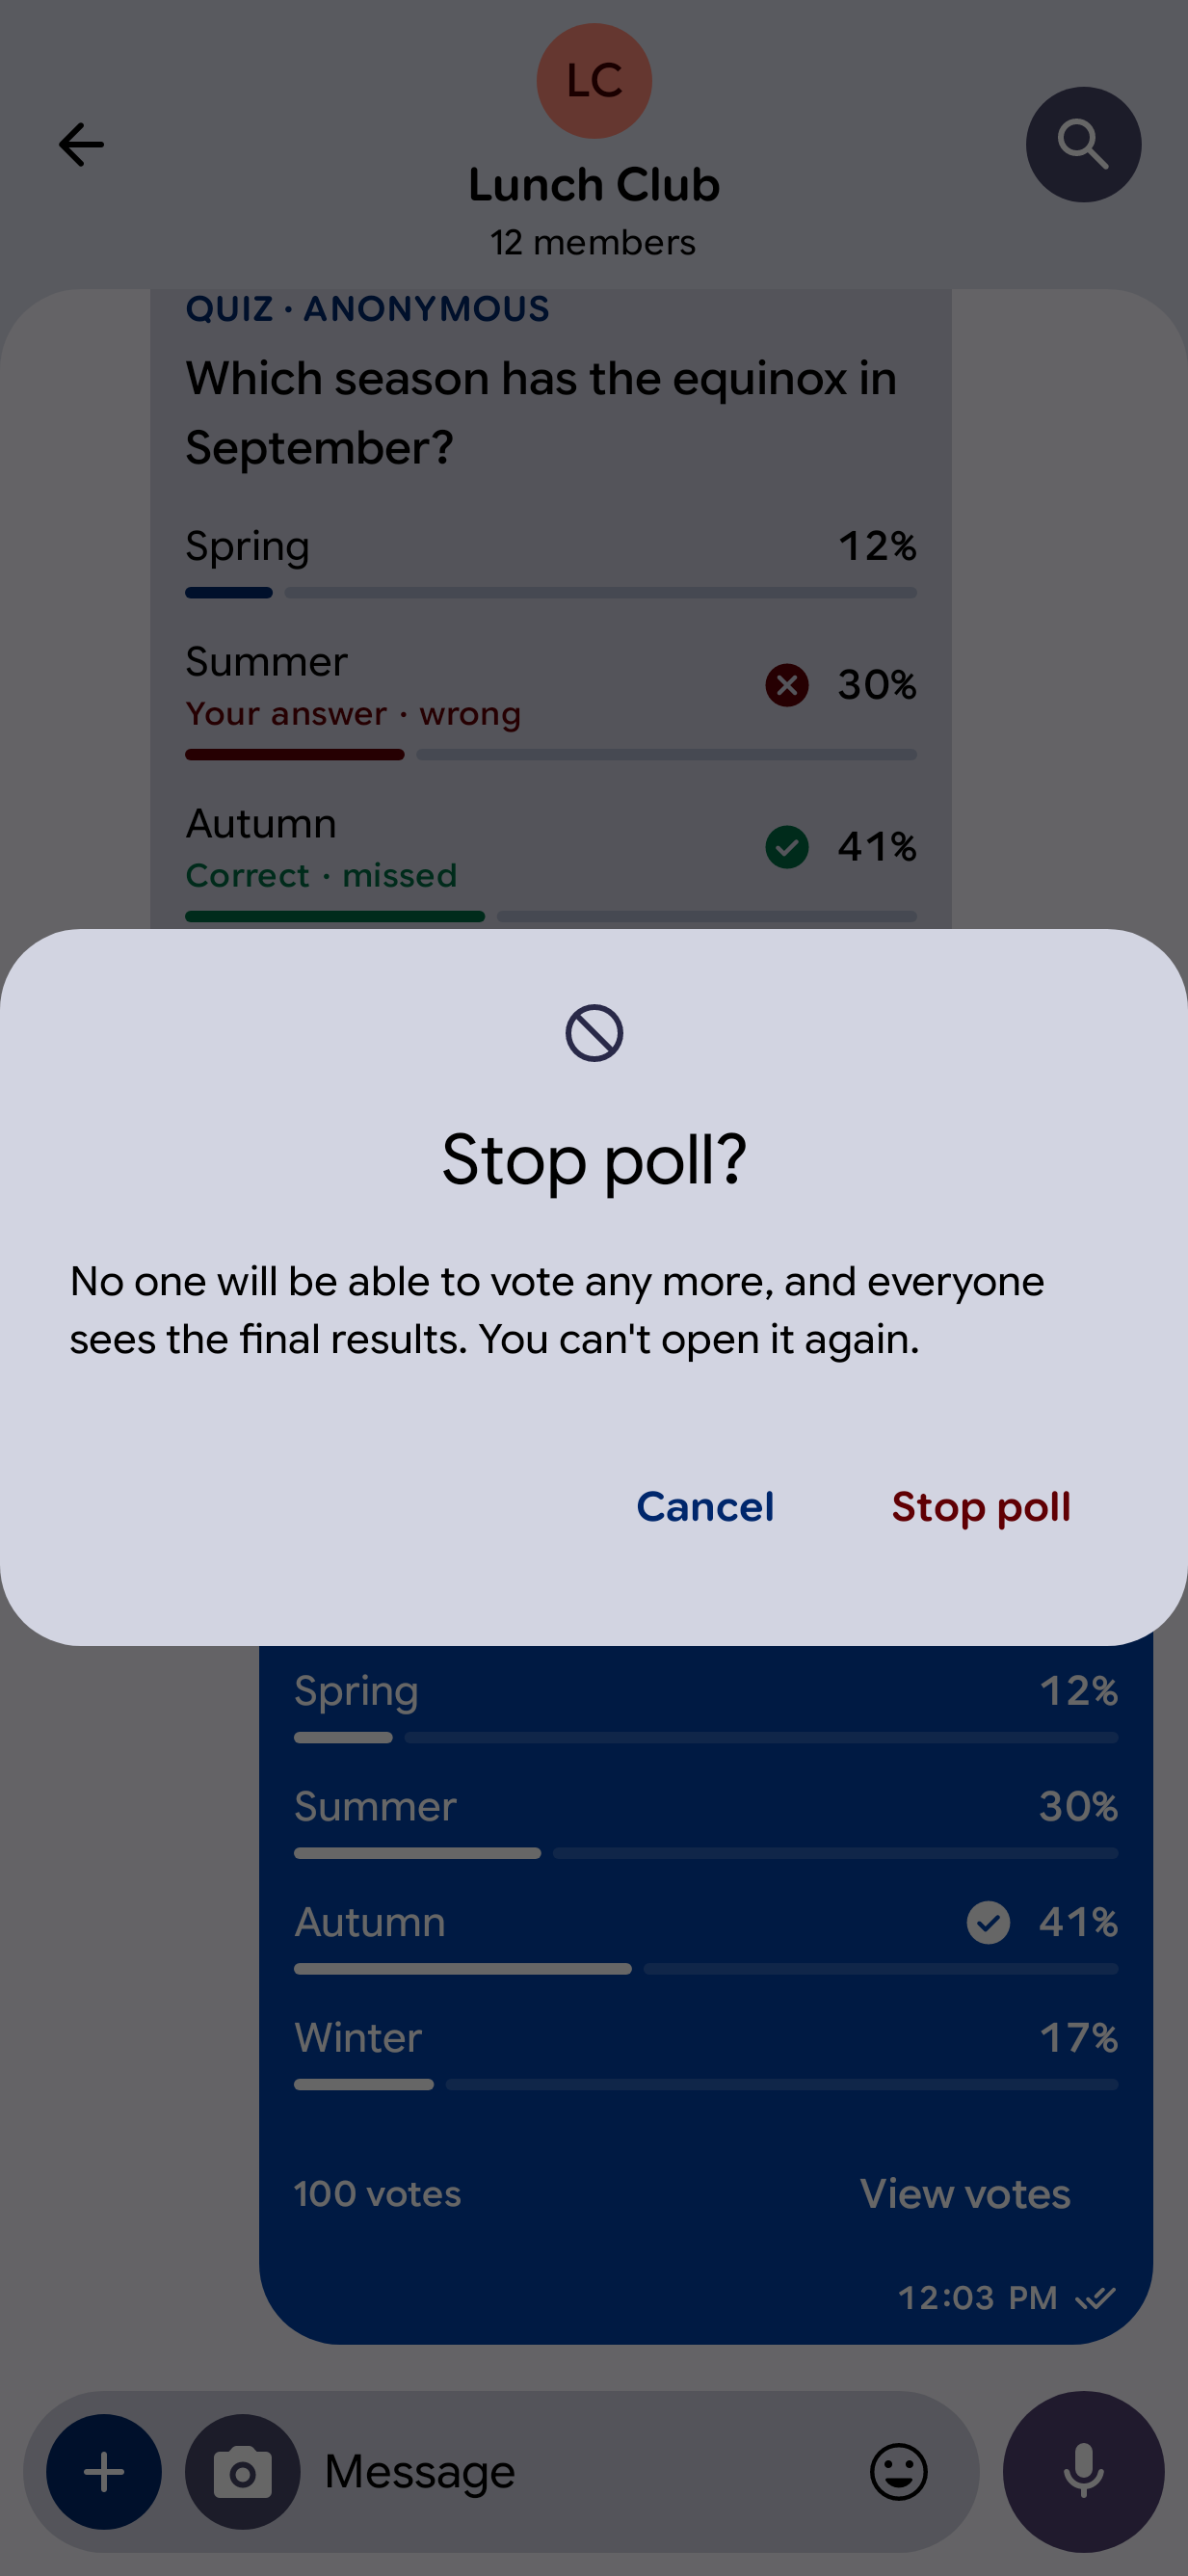 LC
Lunch Club
12 members
QUIZ · ANONYMOUS
Which season has the equinox in
September?
Spring 12%
Summer 30%
Your answer · wrong
Autumn 41%
Correct · missed
Stop poll?
No one will be able to vote any more, and everyone
sees the final results. You can't open it again.
Cancel Stop poll
Spring 12%
Summer 30%
Autumn 41%
Winter 17%
100 votes View votes
12:03 PM
Message